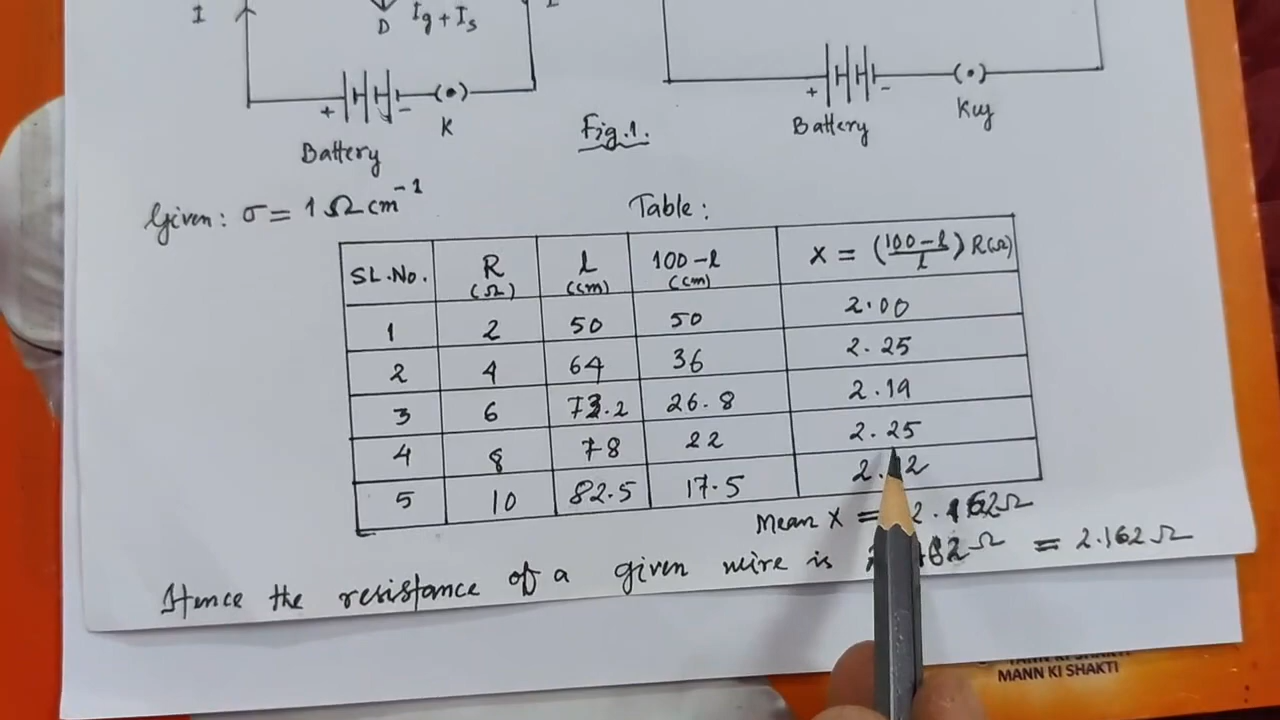 I
D
Ig + Is
+
-
K
Battery
Fig.1.
+
-
Key
Battery
Given: σ = 1 Ω cm⁻¹
Table:
SL.No. R (Ω) l (cm) 100-l (cm) X = (100-l/l) R(Ω)
1 2 50 50 2.00
2 4 64 36 2.25
3 6 73.2 26.8 2.19
4 8 78 22 2.25
5 10 82.5 17.5
Mean X = 2.162Ω
Hence the resistance of a given wire is = 2.162 Ω
MANN KI SHAKTI